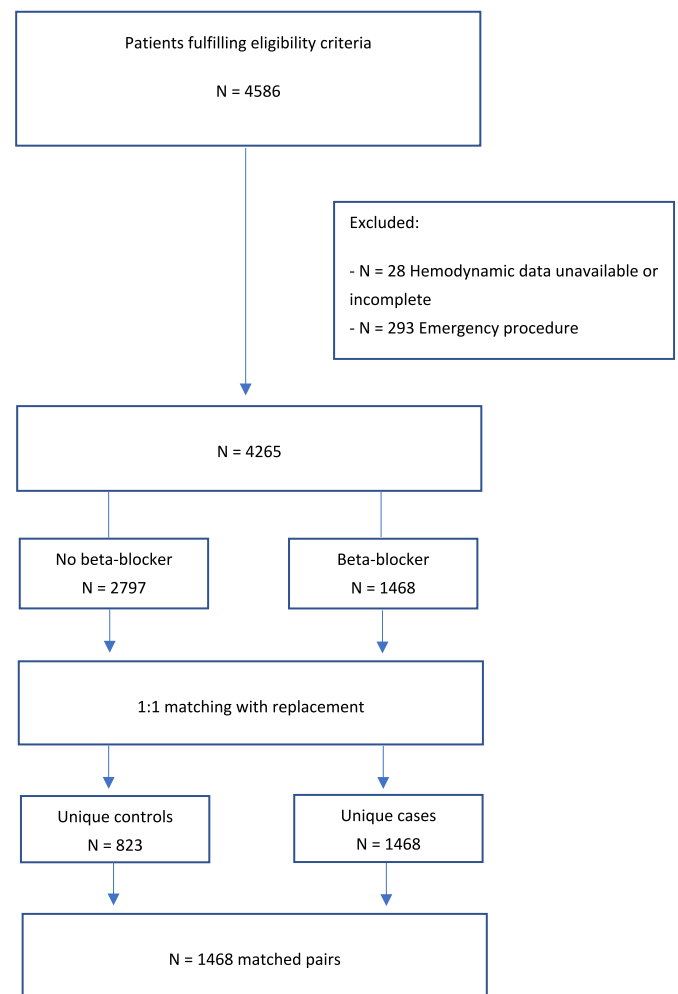 Patients fulfilling eligibility criteria
N = 4586
Excluded:
- N = 28 Hemodynamic data unavailable or
incomplete
- N = 293 Emergency procedure
N = 4265
No beta-blocker
N = 2797
Beta-blocker
N = 1468
1:1 matching with replacement
Unique controls
N = 823
Unique cases
N = 1468
N = 1468 matched pairs